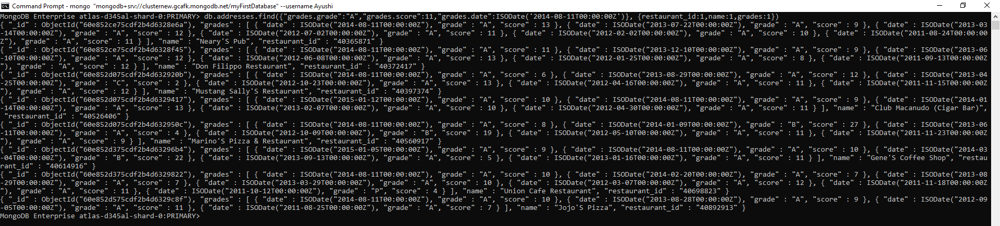 Command Prompt - mongo "mongodb+srv://clusternew.gcafk.mongodb.net/myFirstDatabase" --username Ayushi
MongoDB Enterprise atlas-d345al-shard-0:PRIMARY> db.addresses.find({"grades.grade":"A","grades.score":11,"grades.date":ISODate('2014-08-11T00:00:00Z')}, {restaurant_id:1,name:1,grades:1})
{ "_id" : ObjectId("60e852ce75cdf2b4d6328e6a"), "grades" : [ { "date" : ISODate("2014-08-11T00:00:00Z"), "grade" : "A", "score" : 13 }, { "date" : ISODate("2013-07-22T00:00:00Z"), "grade" : "A", "score" : 9 }, { "date" : ISODate("2013-03
-14T00:00:00Z"), "grade" : "A", "score" : 12 }, { "date" : ISODate("2012-07-02T00:00:00Z"), "grade" : "A", "score" : 11 }, { "date" : ISODate("2012-02-02T00:00:00Z"), "grade" : "A", "score" : 10 }, { "date" : ISODate("2011-08-24T00:00:00
Z"), "grade" : "A", "score" : 11 } ], "name" : "Neary'S Pub", "restaurant_id" : "40365871" }
{ "_id" : ObjectId("60e852ce75cdf2b4d6328f45"), "grades" : [ { "date" : ISODate("2014-08-11T00:00:00Z"), "grade" : "A", "score" : 11 }, { "date" : ISODate("2013-12-10T00:00:00Z"), "grade" : "A", "score" : 9 }, { "date" : ISODate("2013-06
-10T00:00:00Z"), "grade" : "A", "score" : 12 }, { "date" : ISODate("2012-06-08T00:00:00Z"), "grade" : "A", "score" : 13 }, { "date" : ISODate("2012-01-25T00:00:00Z"), "grade" : "A", "score" : 8 }, { "date" : ISODate("2011-09-13T00:00:00Z
"), "grade" : "A", "score" : 12 } ], "name" : "Don Filippo Restaurant", "restaurant_id" : "40372417" }
{ "_id" : ObjectId("60e852d075cdf2b4d632920b"), "grades" : [ { "date" : ISODate("2014-08-11T00:00:00Z"), "grade" : "A", "score" : 6 }, { "date" : ISODate("2013-08-29T00:00:00Z"), "grade" : "A", "score" : 12 }, { "date" : ISODate("2013-04
-25T00:00:00Z"), "grade" : "C", "score" : 2 }, { "date" : ISODate("2012-10-23T00:00:00Z"), "grade" : "A", "score" : 13 }, { "date" : ISODate("2012-04-16T00:00:00Z"), "grade" : "A", "score" : 11 }, { "date" : ISODate("2011-11-15T00:00:00Z
"), "grade" : "A", "score" : 12 } ], "name" : "Mustang Sally'S Restaurant", "restaurant_id" : "40397374" }
{ "_id" : ObjectId("60e852d075cdf2b4d6329417"), "grades" : [ { "date" : ISODate("2015-01-12T00:00:00Z"), "grade" : "A", "score" : 10 }, { "date" : ISODate("2014-08-11T00:00:00Z"), "grade" : "A", "score" : 9 }, { "date" : ISODate("2014-01
-14T00:00:00Z"), "grade" : "A", "score" : 13 }, { "date" : ISODate("2013-02-07T00:00:00Z"), "grade" : "A", "score" : 10 }, { "date" : ISODate("2012-04-30T00:00:00Z"), "grade" : "A", "score" : 11 } ], "name" : "Club Macanudo (Cigar Bar)",
 "restaurant_id" : "40526406" }
{ "_id" : ObjectId("60e852d075cdf2b4d632950c"), "grades" : [ { "date" : ISODate("2014-08-11T00:00:00Z"), "grade" : "A", "score" : 8 }, { "date" : ISODate("2014-01-09T00:00:00Z"), "grade" : "B", "score" : 27 }, { "date" : ISODate("2013-06
-11T00:00:00Z"), "grade" : "A", "score" : 4 }, { "date" : ISODate("2012-10-09T00:00:00Z"), "grade" : "B", "score" : 19 }, { "date" : ISODate("2012-05-10T00:00:00Z"), "grade" : "A", "score" : 11 }, { "date" : ISODate("2011-11-23T00:00:00Z
"), "grade" : "A", "score" : 9 } ], "name" : "Marino'S Pizza & Restaurant", "restaurant_id" : "40560917" }
{ "_id" : ObjectId("60e852d375cdf2b4d63296b4"), "grades" : [ { "date" : ISODate("2015-01-05T00:00:00Z"), "grade" : "A", "score" : 9 }, { "date" : ISODate("2014-08-11T00:00:00Z"), "grade" : "A", "score" : 10 }, { "date" : ISODate("2014-03
-04T00:00:00Z"), "grade" : "B", "score" : 22 }, { "date" : ISODate("2013-09-13T00:00:00Z"), "grade" : "A", "score" : 5 }, { "date" : ISODate("2013-01-16T00:00:00Z"), "grade" : "A", "score" : 11 } ], "name" : "Gene'S Coffee Shop", "restau
rant_id" : "40614916" }
{ "_id" : ObjectId("60e852d375cdf2b4d6329822"), "grades" : [ { "date" : ISODate("2014-08-11T00:00:00Z"), "grade" : "A", "score" : 10 }, { "date" : ISODate("2014-02-20T00:00:00Z"), "grade" : "A", "score" : 7 }, { "date" : ISODate("2013-08
-29T00:00:00Z"), "grade" : "A", "score" : 7 }, { "date" : ISODate("2013-03-29T00:00:00Z"), "grade" : "A", "score" : 10 }, { "date" : ISODate("2012-03-07T00:00:00Z"), "grade" : "A", "score" : 12 }, { "date" : ISODate("2011-11-18T00:00:00Z
"), "grade" : "A", "score" : 11 }, { "date" : ISODate("2011-10-12T00:00:00Z"), "grade" : "P", "score" : 4 } ], "name" : "Union Cafe Restaurant", "restaurant_id" : "40698823" }
{ "_id" : ObjectId("60e852d575cdf2b4d6329c8f"), "grades" : [ { "date" : ISODate("2014-08-11T00:00:00Z"), "grade" : "A", "score" : 10 }, { "date" : ISODate("2013-08-28T00:00:00Z"), "grade" : "A", "score" : 9 }, { "date" : ISODate("2012-09
-05T00:00:00Z"), "grade" : "A", "score" : 11 }, { "date" : ISODate("2011-08-25T00:00:00Z"), "grade" : "A", "score" : 7 } ], "name" : "Jojo'S Pizza", "restaurant_id" : "40892913" }
MongoDB Enterprise atlas-d345al-shard-0:PRIMARY>